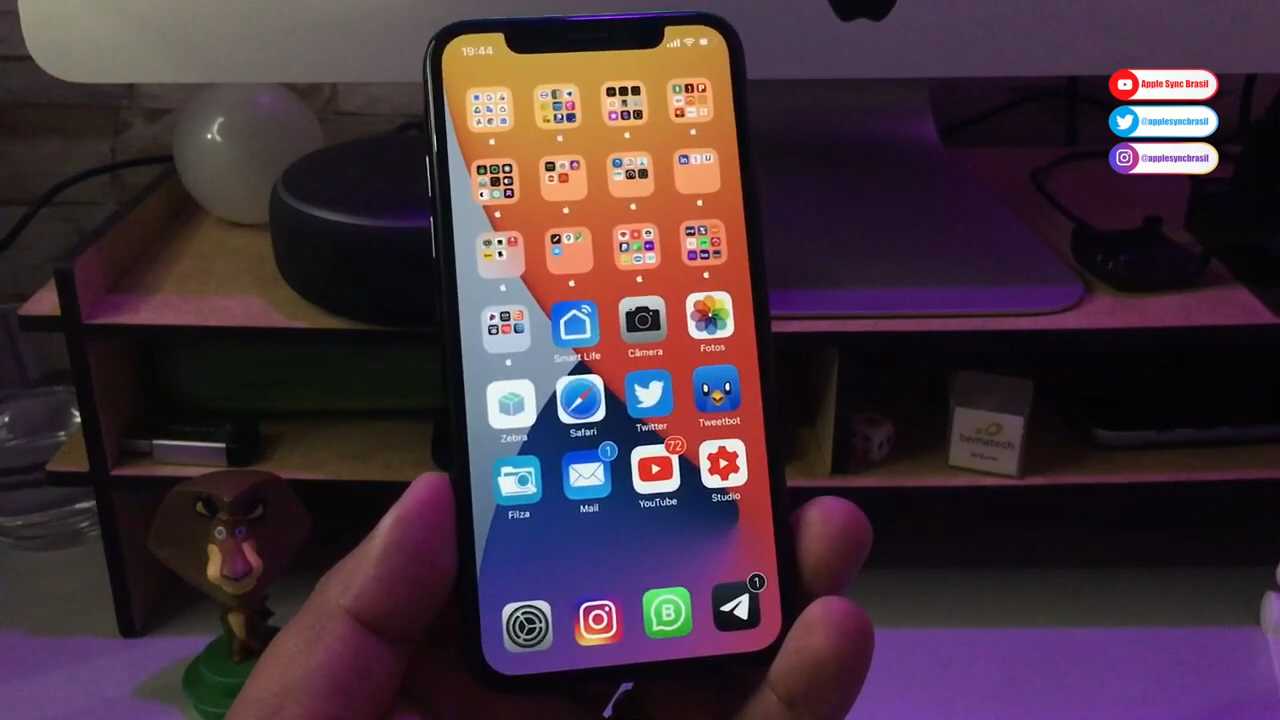 19:44
Apple Sync Brasil
@applesyncbrasil
@applesyncbrasil
in
Smart Life
Câmera
Fotos
Zebra
Safari
Twitter
Tweetbot
1
72
Filza
Mail
YouTube
Studio
1
B
bematech